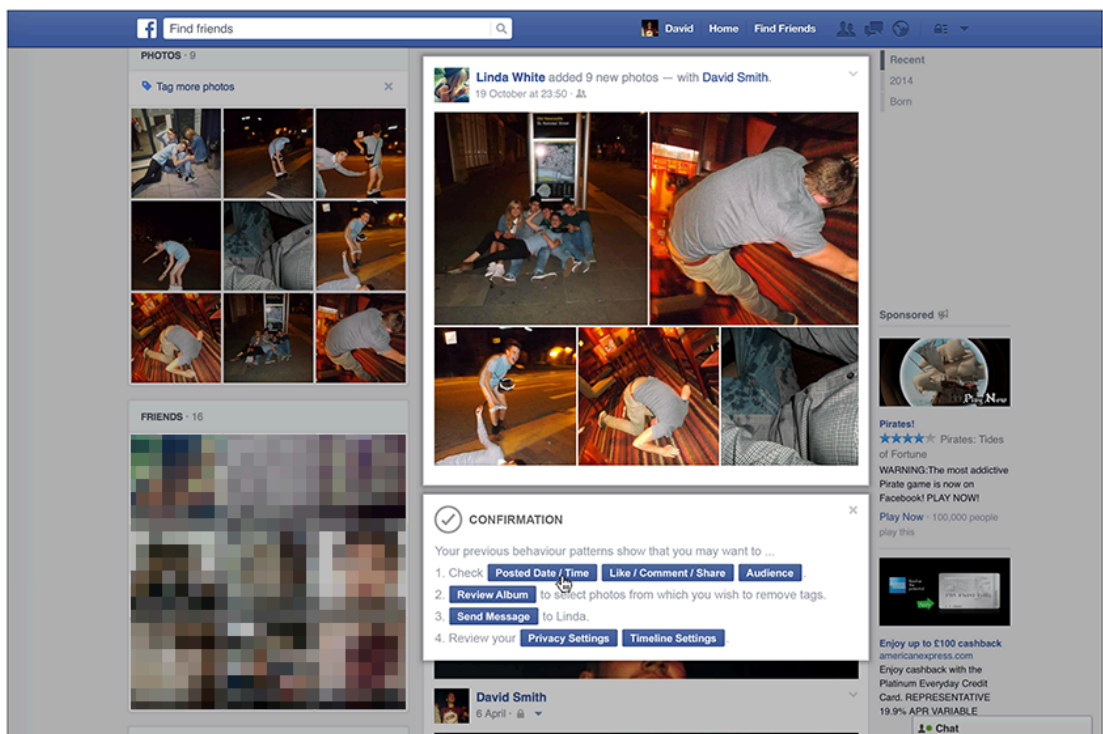 f
Find friends
David
Home
Find Friends
PHOTOS · 9
Tag more photos
Linda White added 9 new photos — with David Smith.
19 October at 23:50 ·
Recent
2014
Born
FRIENDS · 16
CONFIRMATION
Your previous behaviour patterns show that you may want to ...
1. Check Posted Date / Time Like / Comment / Share Audience .
2. Review Album to select photos from which you wish to remove tags.
3. Send Message to Linda.
4. Review your Privacy Settings Timeline Settings .
David Smith
6 April ·
Sponsored
Play Now
Pirates!
Pirates: Tides
of Fortune
WARNING:The most addictive
Pirate game is now on
Facebook! PLAY NOW!
Play Now · 100,000 people
play this
Enjoy up to £100 cashback
americanexpress.com
Enjoy cashback with the
Platinum Everyday Credit
Card. REPRESENTATIVE
19.9% APR VARIABLE
Chat